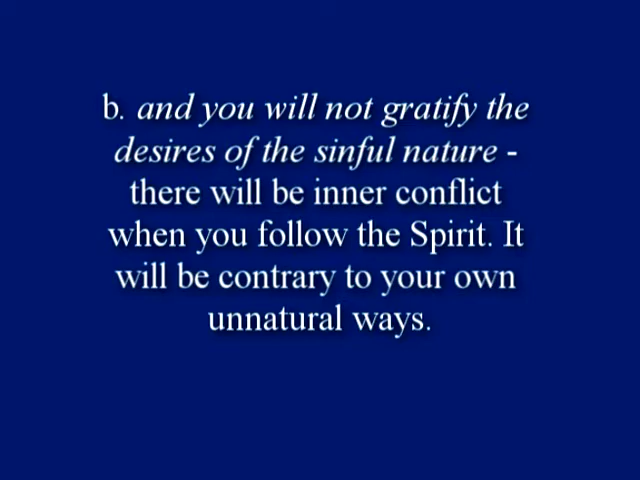 b. and you will not gratify the
desires of the sinful nature -
there will be inner conflict
when you follow the Spirit. It
will be contrary to your own
unnatural ways.